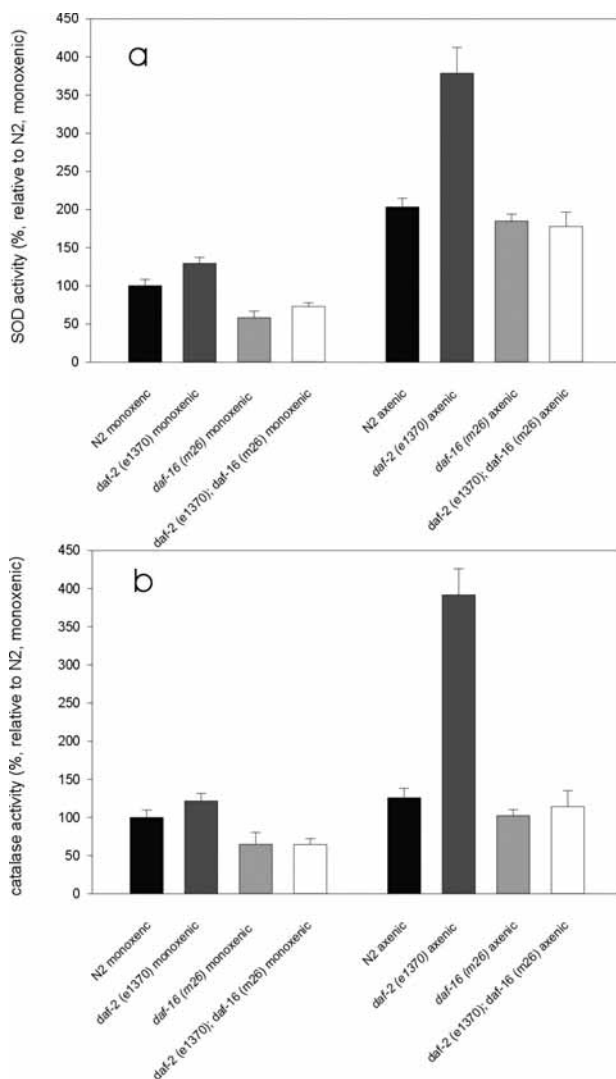 a
SOD activity (%, relative to N2, monoxenic)
450
400
350
300
250
200
150
100
50
0
N2 monoxenc
daf-2 (e1370) monoxenic
daf-16 (m26) monoxenic
daf-2 (e1370); daf-16 (m26) monoxenic
N2 axenic
daf-2 (e1370) axenic
daf-16 (m26) axenic
daf-2 (e1370); daf-16 (m26) axenic
b
catalase activity (%, relative to N2, monoxenic)
450
400
350
300
250
200
150
100
50
0
N2 monoxenc
daf-2 (e1370) monoxenic
daf-16 (m26) monoxenic
daf-2 (e1370); daf-16 (m26) monoxenic
N2 axenic
daf-2 (e1370) axenic
daf-16 (m26) axenic
daf-2 (e1370); daf-16 (m26) axenic